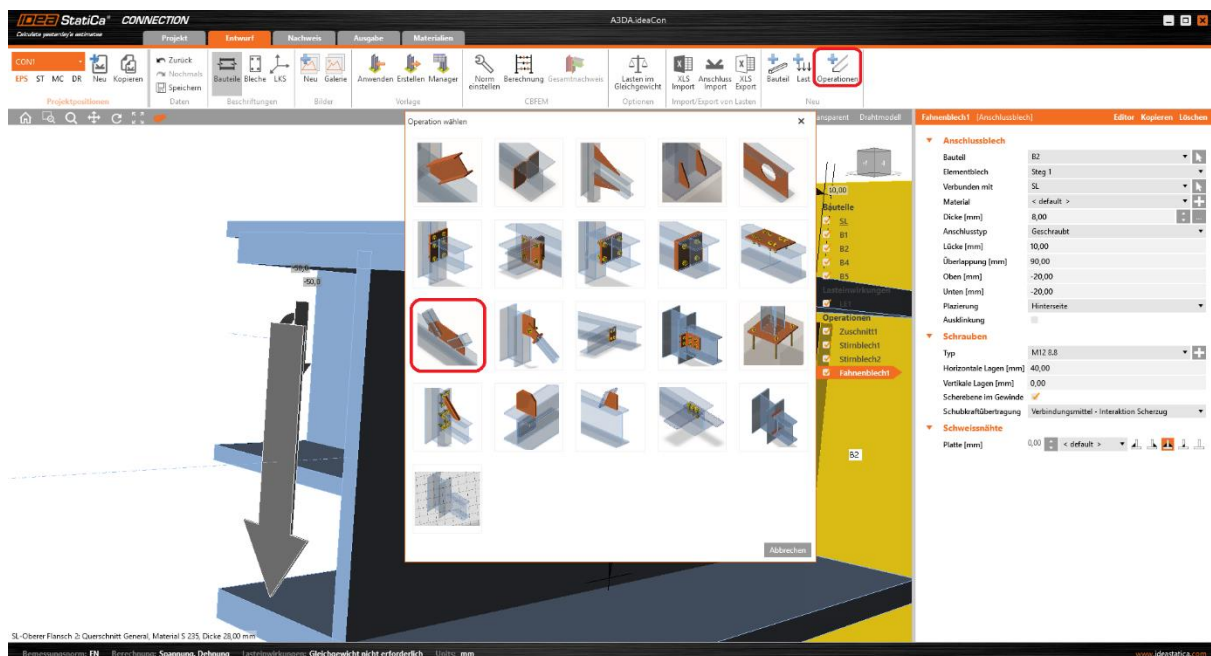 IDEA StatiCa® CONNECTION
Calculate yesterday's estimates
A3DA.ideaCon
Projekt Entwurf Nachweis Ausgabe Materialien
CON1
EPS ST MC DR Neu Kopieren
Projektpositionen
Zurück
Nochmals
Speichern
Daten
Bauteile Bleche LKS
Beschriftungen
Neu Galerie
Bilder
Anwenden Erstellen Manager
Vorlage
Norm einstellen Berechnung Gesamtnachweis
CBFEM
Lasten im Gleichgewicht
Optionen
XLS Import Anschluss Import XLS Export
Import/Export von Lasten
Bauteil Last Operationen
Neu
Operation wählen
Abbrechen
-50,0
-50,0
Transparent Drahtmodell
10,00
Bauteile
SL
B1
B2
B4
B5
Lasteinwirkungen
LE1
Operationen
Zuschnitt1
Stirnblech1
Stirnblech2
Fahnenblech1
B2
Fahnenblech1 [Anschlussblech] Editor Kopieren Löschen
Anschlussblech
Bauteil B2
Elementblech Steg 1
Verbunden mit SL
Material < default >
Dicke [mm] 8,00
Anschlusstyp Geschraubt
Lücke [mm] 10,00
Überlappung [mm] 90,00
Oben [mm] -20,00
Unten [mm] -20,00
Plazierung Hinterseite
Ausklinkung
Schrauben
Typ M12 8.8
Horizontale Lagen [mm] 40,00
Vertikale Lagen [mm] 0,00
Scherebene im Gewinde
Schubkraftübertragung Verbindungsmittel - Interaktion Scherzug
Schweissnähte
Platte [mm] 0,00 < default >
SL-Oberer Flansch 2: Querschnitt General, Material S 235, Dicke 28,00 mm
Bemessungsnorm: EN Berechnung: Spannung, Dehnung Lasteinwirkungen: Gleichgewicht nicht erforderlich Units: mm
www.ideastatica.com